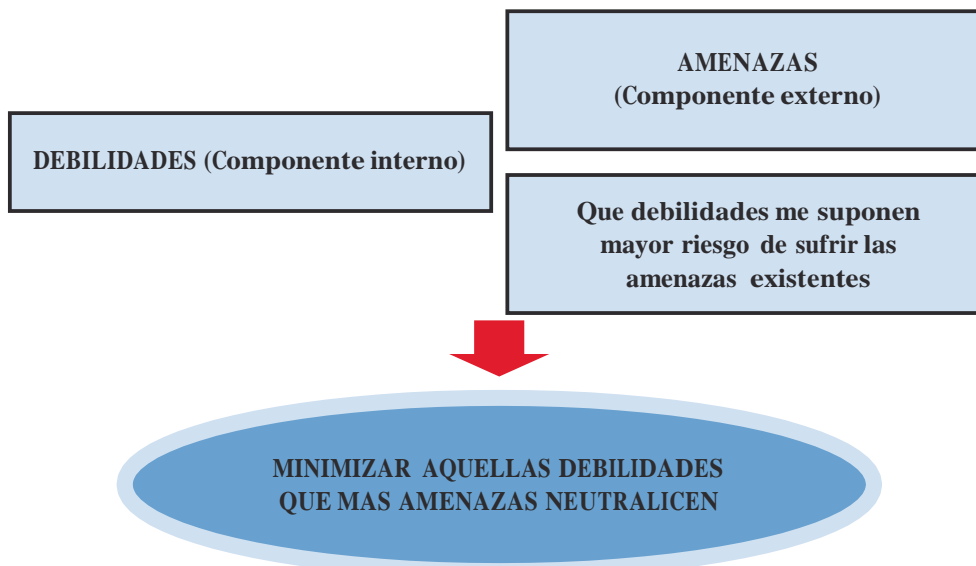 AMENAZAS
(Componente externo)
DEBILIDADES (Componente interno)
Que debilidades me suponen
mayor riesgo de sufrir las
amenazas existentes
MINIMIZAR AQUELLAS DEBILIDADES
QUE MAS AMENAZAS NEUTRALICEN